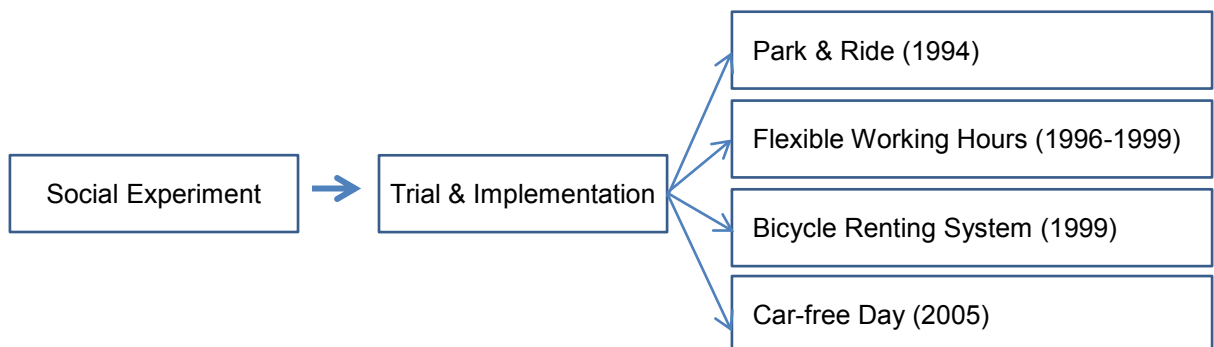 Park & Ride (1994)
Flexible Working Hours (1996-1999)
Social Experiment
Trial & Implementation
Bicycle Renting System (1999)
Car-free Day (2005)